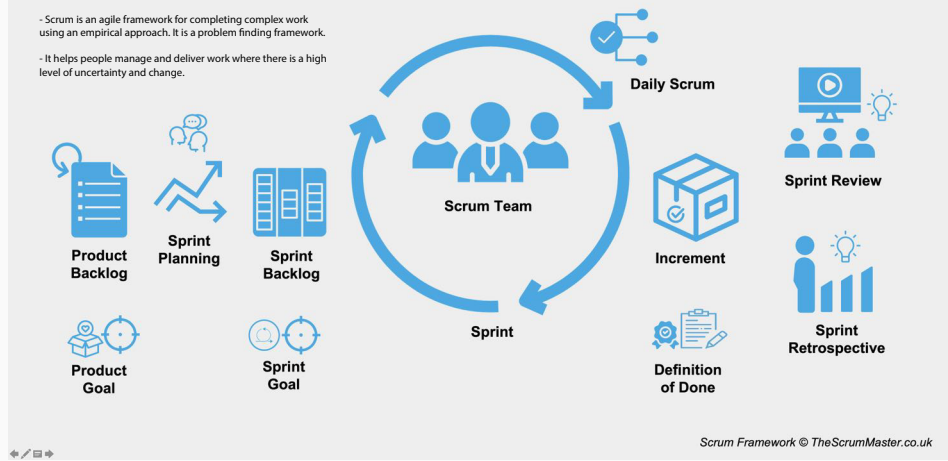 - Scrum is an agile framework for completing complex work
using an empirical approach. It is a problem finding framework.
- It helps people manage and deliver work where there is a high
level of uncertainty and change.
Daily Scrum
Scrum Team
Sprint Review
Product
Backlog
Sprint
Planning
Sprint
Backlog
Increment
Sprint
Product
Goal
Sprint
Goal
Definition
of Done
Sprint
Retrospective
Scrum Framework © TheScrumMaster.co.uk